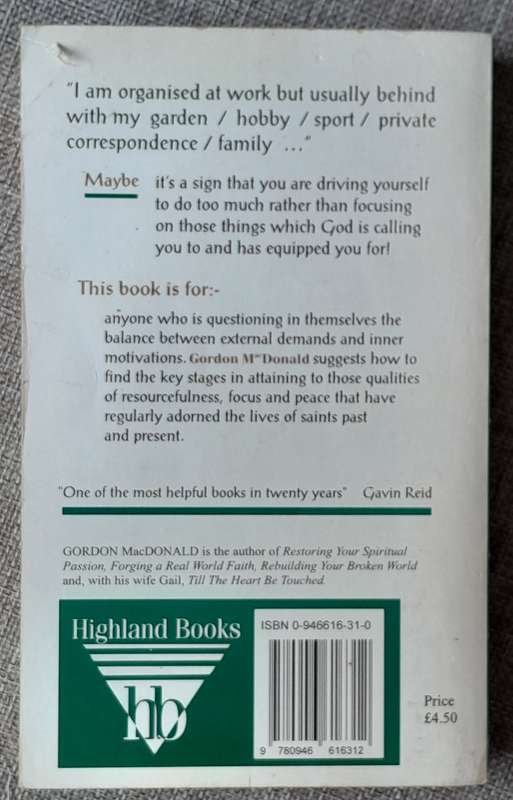 "I am organised at work but usually behind
with my garden / hobby / sport / private
correspondence / family ..."
Maybe it's a sign that you are driving yourself
to do too much rather than focusing
on those things which God is calling
you to and has equipped you for!
This book is for:-
anyone who is questioning in themselves the
balance between external demands and inner
motivations. Gordon MacDonald suggests how to
find the key stages in attaining to those qualities
of resourcefulness, focus and peace that have
regularly adorned the lives of saints past
and present.
"One of the most helpful books in twenty years" Gavin Reid
GORDON MacDONALD is the author of Restoring Your Spiritual
Passion, Forging a Real World Faith, Rebuilding Your Broken World
and, with his wife Gail, Till The Heart Be Touched.
Highland Books
hb
ISBN 0-946616-31-0
9 780946 616312
Price
£4.50